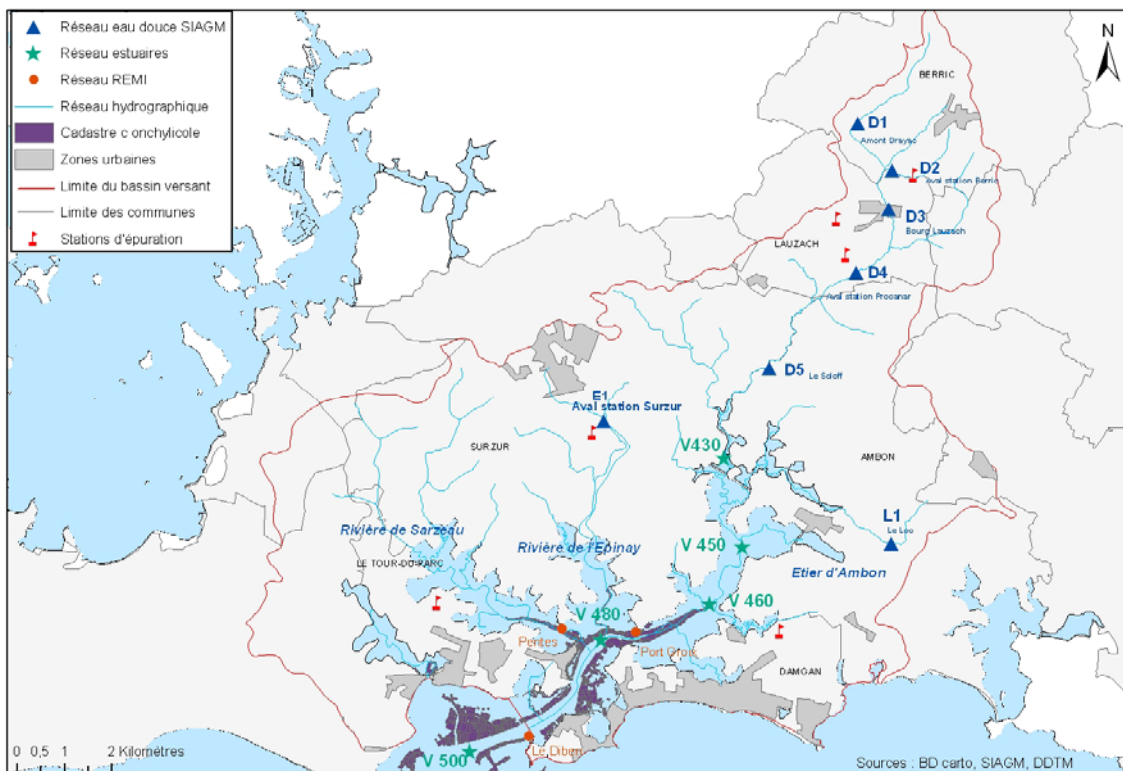 Réseau eau douce SIAGM
Réseau estuaires
Réseau REMI
Réseau hydrographique
Cadastre c onchylicole
Zones urbaines
Limite du bassin versant
Limite des communes
Stations d'épuration
N
BERRIC
D1
Amont Drayac
D2
Aval station Berric
D3
Bourg Lauzach
LAUZACH
D4
Aval station Procanar
D5
Le Scloff
E1
Aval station Surzur
SURZUR
V430
AMBON
L1
Le Loc
Rivière de Sarzeau
Rivière de l'Epinay
V 450
LE TOUR-DU-PARC
Etier d'Ambon
V 460
V 480
Pentes
Port Groix
DAMGAN
Le Diben
V 500
0 0,5 1 2 Kilomètres
Sources : BD carto, SIAGM, DDTM